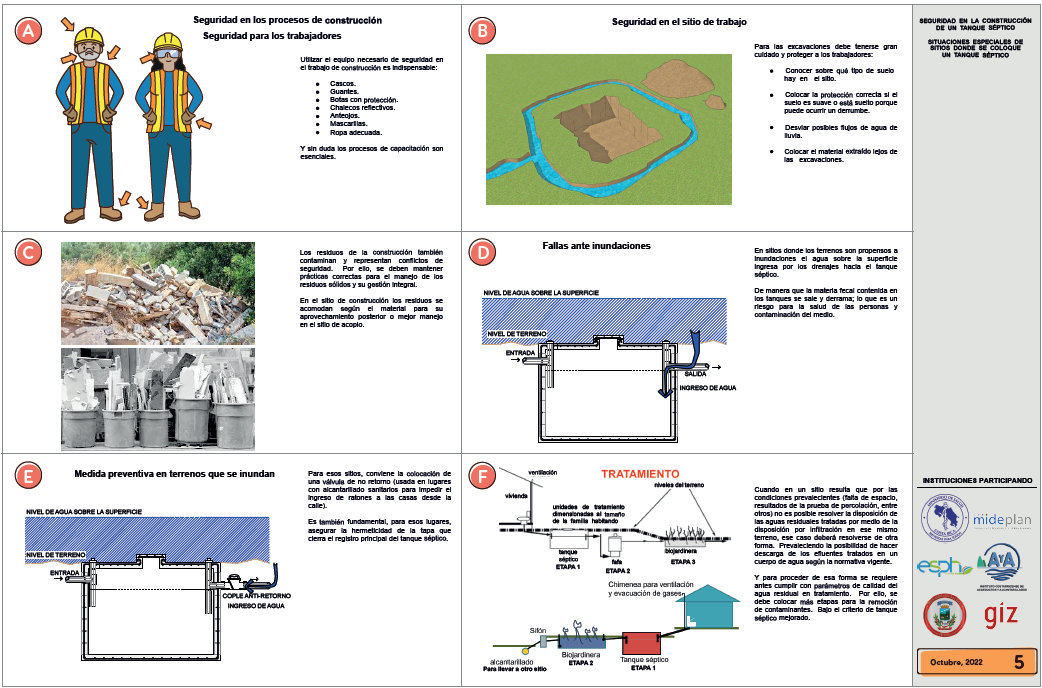 A
Seguridad en los procesos de construcción
Seguridad para los trabajadores
Utilizar el equipo necesario de seguridad en
el trabajo de construcción es indispensable:
• Cascos.
• Guantes.
• Botas con protección.
• Chalecos reflectivos.
• Anteojos.
• Mascarillas.
• Ropa adecuada.
Y sin duda los procesos de capacitación son
esenciales.
B
Seguridad en el sitio de trabajo
Para las excavaciones debe tenerse gran
cuidado y proteger a los trabajadores:
• Conocer sobre qué tipo de suelo
hay en el sitio.
• Colocar la protección correcta si el
suelo es suave o está suelto porque
puede ocurrir un derrumbe.
• Desviar posibles flujos de agua de
lluvia.
• Colocar el material extraído lejos de
las excavaciones.
SEGURIDAD EN LA CONSTRUCCIÓN
DE UN TANQUE SÉPTICO
SITUACIONES ESPECIALES DE
SITIOS DONDE SE COLOQUE
UN TANQUE SÉPTICO
C
Los residuos de la construcción también
contaminan y representan conflictos de
seguridad. Por ello, se deben mantener
prácticas correctas para el manejo de los
residuos sólidos y su gestión integral.
En el sitio de construcción los residuos se
acomodan según el material para su
aprovechamiento posterior o mejor manejo
en el sitio de acopio.
D
Fallas ante inundaciones
NIVEL DE AGUA SOBRE LA SUPERFICIE
NIVEL DE TERRENO
ENTRADA
SALIDA
INGRESO DE AGUA
En sitios donde los terrenos son propensos a
inundaciones el agua sobre la superficie
ingresa por los drenajes hacia el tanque
séptico.
De manera que la materia fecal contenida en
los tanques se sale y derrama; lo que es un
riesgo para la salud de las personas y
contaminación del medio.
E
Medida preventiva en terrenos que se inundan
NIVEL DE AGUA SOBRE LA SUPERFICIE
NIVEL DE TERRENO
ENTRADA
COPLE ANTI-RETORNO
INGRESO DE AGUA
Para esos sitios, conviene la colocación de
una válvula de no retorno (usada en lugares
con alcantarillado sanitarios para impedir el
ingreso de ratones a las casas desde la
calle).
Es también fundamental, para esos lugares,
asegurar la hermeticidad de la tapa que
cierra el registro principal del tanque séptico.
F
TRATAMIENTO
ventilación
niveles del terreno
vivienda
unidades de tratamiento
dimensionadas al tamaño
de la familia habitando
tanque
séptico
ETAPA 1
fafa
ETAPA 2
biojardinera
ETAPA 3
Chimenea para ventilación
y evacuación de gases
Sifón
alcantarillado
Para llevar a otro sitio
Biojardinera
ETAPA 2
Tanque séptico
ETAPA 1
Cuando en un sitio resulta que por las
condiciones prevalecientes (falta de espacio,
resultados de la prueba de percolación, entre
otros) no es posible resolver la disposición de
las aguas residuales tratadas por medio de la
disposición por infiltración en ese mismo
terreno, ese caso deberá resolverse de otra
forma. Prevaleciendo la posibilidad de hacer
descarga de los efluentes tratados en un
cuerpo de agua según la normativa vigente.
Y para proceder de esa forma se requiere
antes cumplir con parámetros de calidad del
agua residual en tratamiento. Por ello, se
debe colocar más etapas para la remoción
de contaminantes. Bajo el criterio de tanque
séptico mejorado.
INSTITUCIONES PARTICIPANDO
mideplan
esph
AyA
giz
Octubre, 2022
5